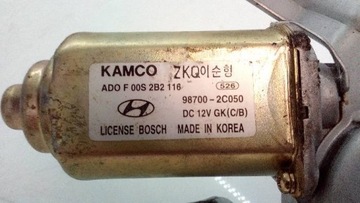 KAMCO ZKQ이순형
ADO F 00S 2B2 116 526
98700-2C050
DC 12V GK(C/B)
LICENSE BOSCH MADE IN KOREA